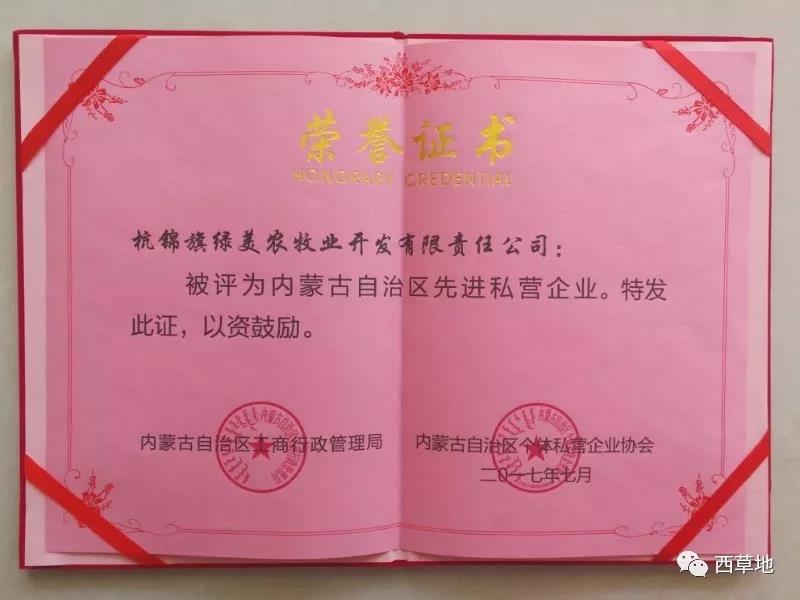 荣誉证书
HONORARY CREDENTIAL
杭锦旗绿美农牧业开发有限责任公司：
被评为内蒙古自治区先进私营企业。特发
此证，以资鼓励。
内蒙古自治区工商行政管理局
内蒙古自治区个体私营企业协会
二〇一七年七月
西草地